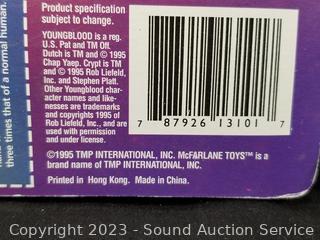 Product specification
subject to change.
YOUNGBLOOD is a reg.
U.S. Pat and TM Off.
Dutch is TM and © 1995
Chap Yaep. Crypt is TM
and © 1995 Rob Liefeld,
Inc. and Stephen Platt.
Other Youngblood char-
acter names and like-
nesses are trademarks
and copyrights 1995 of
Rob Liefeld, Inc., and are
used with permission
and under license.
7 87926 13101 7
©1995 TMP INTERNATIONAL, INC. McFARLANE TOYS™ is a
brand name of TMP INTERNATIONAL, INC.
Printed in Hong Kong. Made in China.
three times that of a normal human.
Copyright 2023 - Sound Auction Service